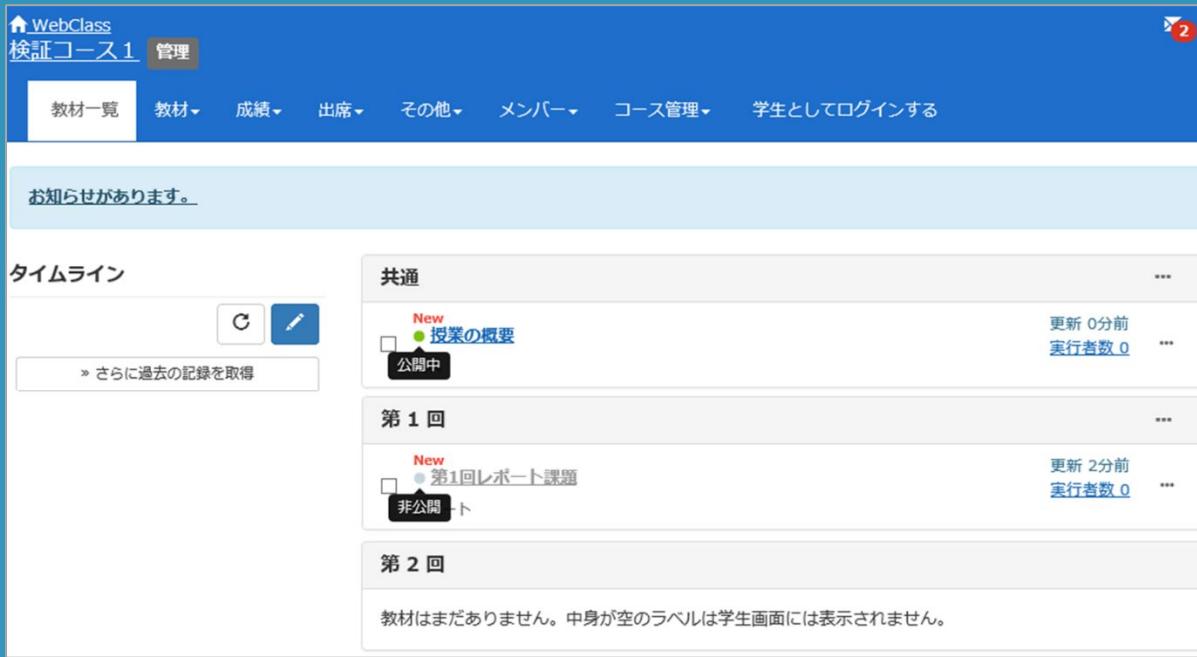 WebClass
2
検証コース1 管理
教材一覧 教材 成績 出席 その他 メンバー コース管理 学生としてログインする
お知らせがあります。
タイムライン
» さらに過去の記録を取得
共通
New
授業の概要
公開中
更新 0分前
実行者数 0
第 1 回
New
第1回レポート課題
非公開
ート
更新 2分前
実行者数 0
第 2 回
教材はまだありません。中身が空のラベルは学生画面には表示されません。